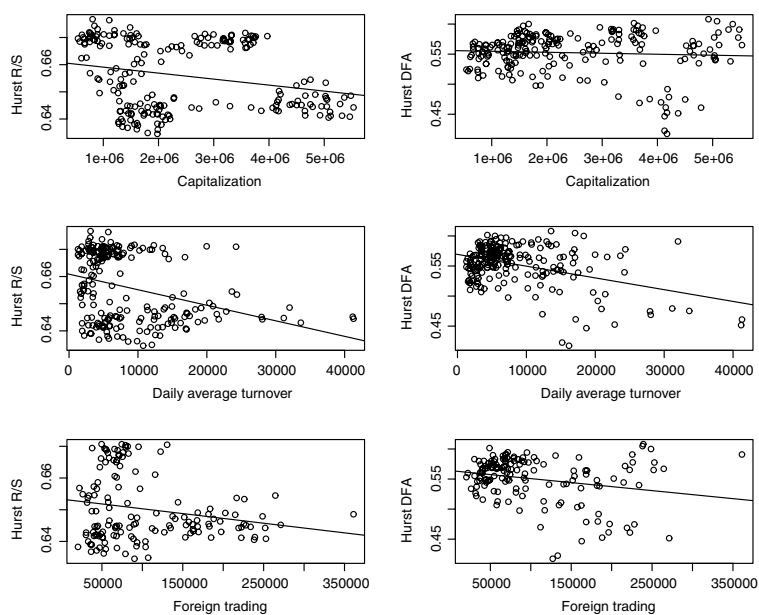 Hurst R/S
0.64 0.66
1e+06 2e+06 3e+06 4e+06 5e+06
Capitalization
Hurst DFA
0.45 0.55
1e+06 2e+06 3e+06 4e+06 5e+06
Capitalization
Hurst R/S
0.64 0.66
0 10000 20000 30000 40000
Daily average turnover
Hurst DFA
0.45 0.55
0 10000 20000 30000 40000
Daily average turnover
Hurst R/S
0.64 0.66
50000 150000 250000 350000
Foreign trading
Hurst DFA
0.45 0.55
50000 150000 250000 350000
Foreign trading